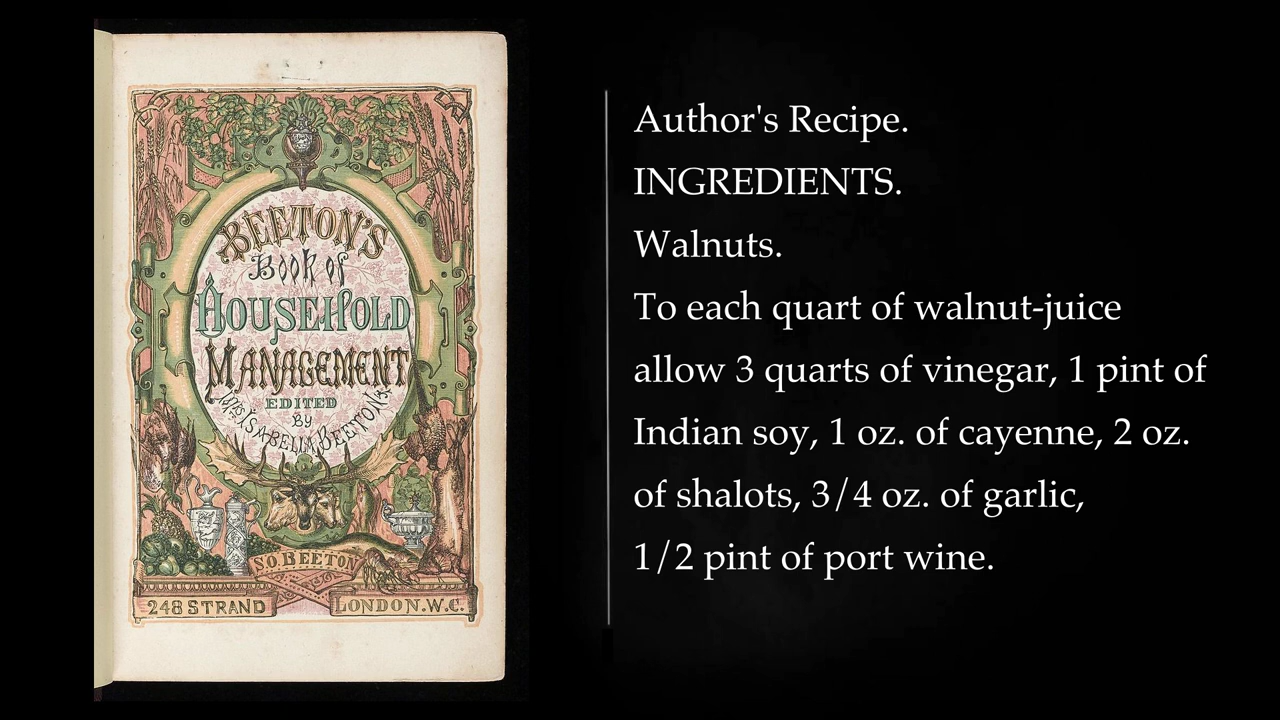 BEETON'S
Book of
HOUSEHOLD
MANAGEMENT
EDITED
BY
MRS ISABELLA BEETON
S.O. BEETON
248 STRAND
LONDON. W.C.
Author's Recipe.
INGREDIENTS.
Walnuts.
To each quart of walnut-juice
allow 3 quarts of vinegar, 1 pint of
Indian soy, 1 oz. of cayenne, 2 oz.
of shalots, 3/4 oz. of garlic,
1/2 pint of port wine.